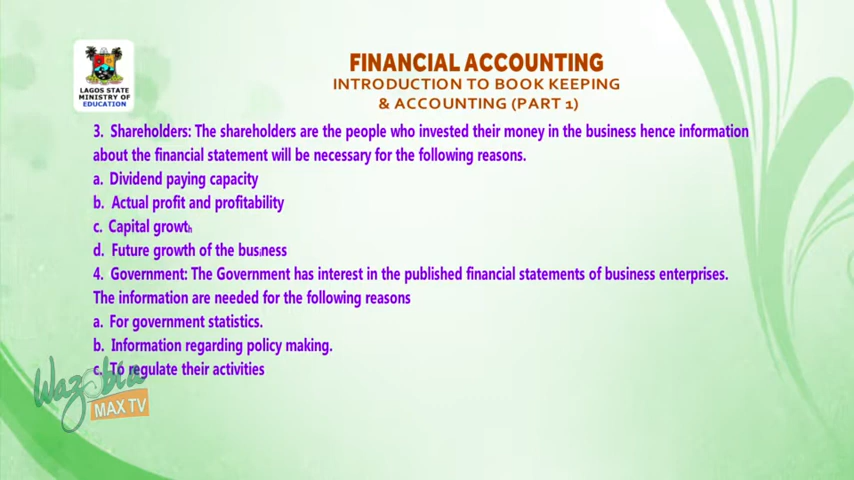 LAGOS STATE
MINISTRY OF
EDUCATION
FINANCIAL ACCOUNTING
INTRODUCTION TO BOOK KEEPING
& ACCOUNTING (PART 1)
3. Shareholders: The shareholders are the people who invested their money in the business hence information
about the financial statement will be necessary for the following reasons.
a. Dividend paying capacity
b. Actual profit and profitability
c. Capital growth
d. Future growth of the business
4. Government: The Government has interest in the published financial statements of business enterprises.
The information are needed for the following reasons
a. For government statistics.
b. Information regarding policy making.
c. To regulate their activities
Wazobia
MAX TV